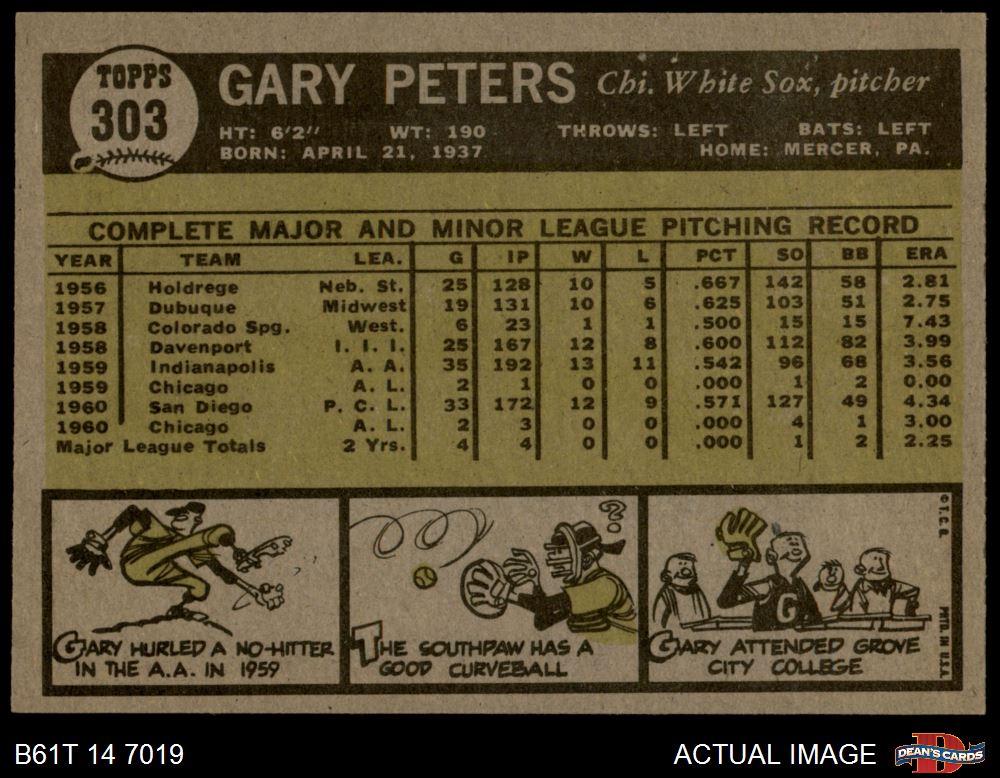 TOPPS
303
GARY PETERS Chi. White Sox, pitcher
HT: 6'2" WT: 190 THROWS: LEFT BATS: LEFT
BORN: APRIL 21, 1937 HOME: MERCER, PA.
COMPLETE MAJOR AND MINOR LEAGUE PITCHING RECORD
YEAR TEAM LEA. G IP W L PCT SO BB ERA
1956 Holdrege Neb. St. 25 128 10 5 .667 142 58 2.81
1957 Dubuque Midwest 19 131 10 6 .625 103 51 2.75
1958 Colorado Spg. West. 6 23 1 1 .500 15 15 7.43
1958 Davenport I. I. I. 25 167 12 8 .600 112 82 3.99
1959 Indianapolis A. A. 35 192 13 11 .542 96 68 3.56
1959 Chicago A. L. 2 1 0 0 .000 1 2 0.00
1960 San Diego P. C. L. 33 172 12 9 .571 127 49 4.34
1960 Chicago A. L. 2 3 0 0 .000 4 1 3.00
Major League Totals 2 Yrs. 4 4 0 0 .000 1 2 2.25
GARY HURLED A NO-HITTER
IN THE A.A. IN 1959
?
THE SOUTHPAW HAS A
GOOD CURVEBALL
G
GARY ATTENDED GROVE
CITY COLLEGE
© T.C.G.
PRTD. IN U.S.A.
B61T 14 7019
ACTUAL IMAGE
D
DEAN'S CARDS